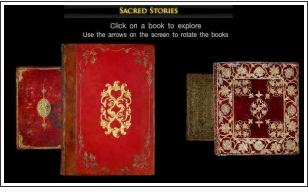 SACRED STORIES
Click on a book to explore
Use the arrows on the screen to rotate the books